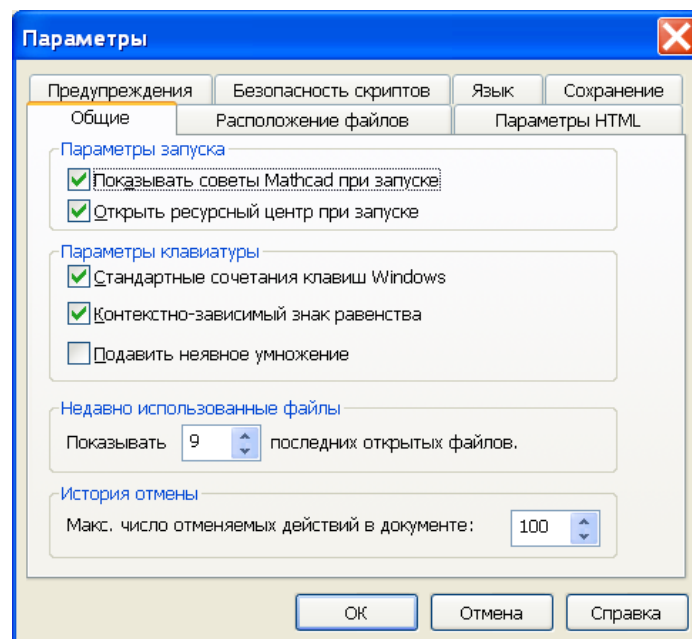 Параметры
Предупреждения Безопасность скриптов Язык Сохранение
Общие Расположение файлов Параметры HTML
Параметры запуска
Показывать советы Mathcad при запуске
Открыть ресурсный центр при запуске
Параметры клавиатуры
Стандартные сочетания клавиш Windows
Контекстно-зависимый знак равенства
Подавить неявное умножение
Недавно использованные файлы
Показывать 9 последних открытых файлов.
История отмены
Макс. число отменяемых действий в документе: 100
ОК Отмена Справка